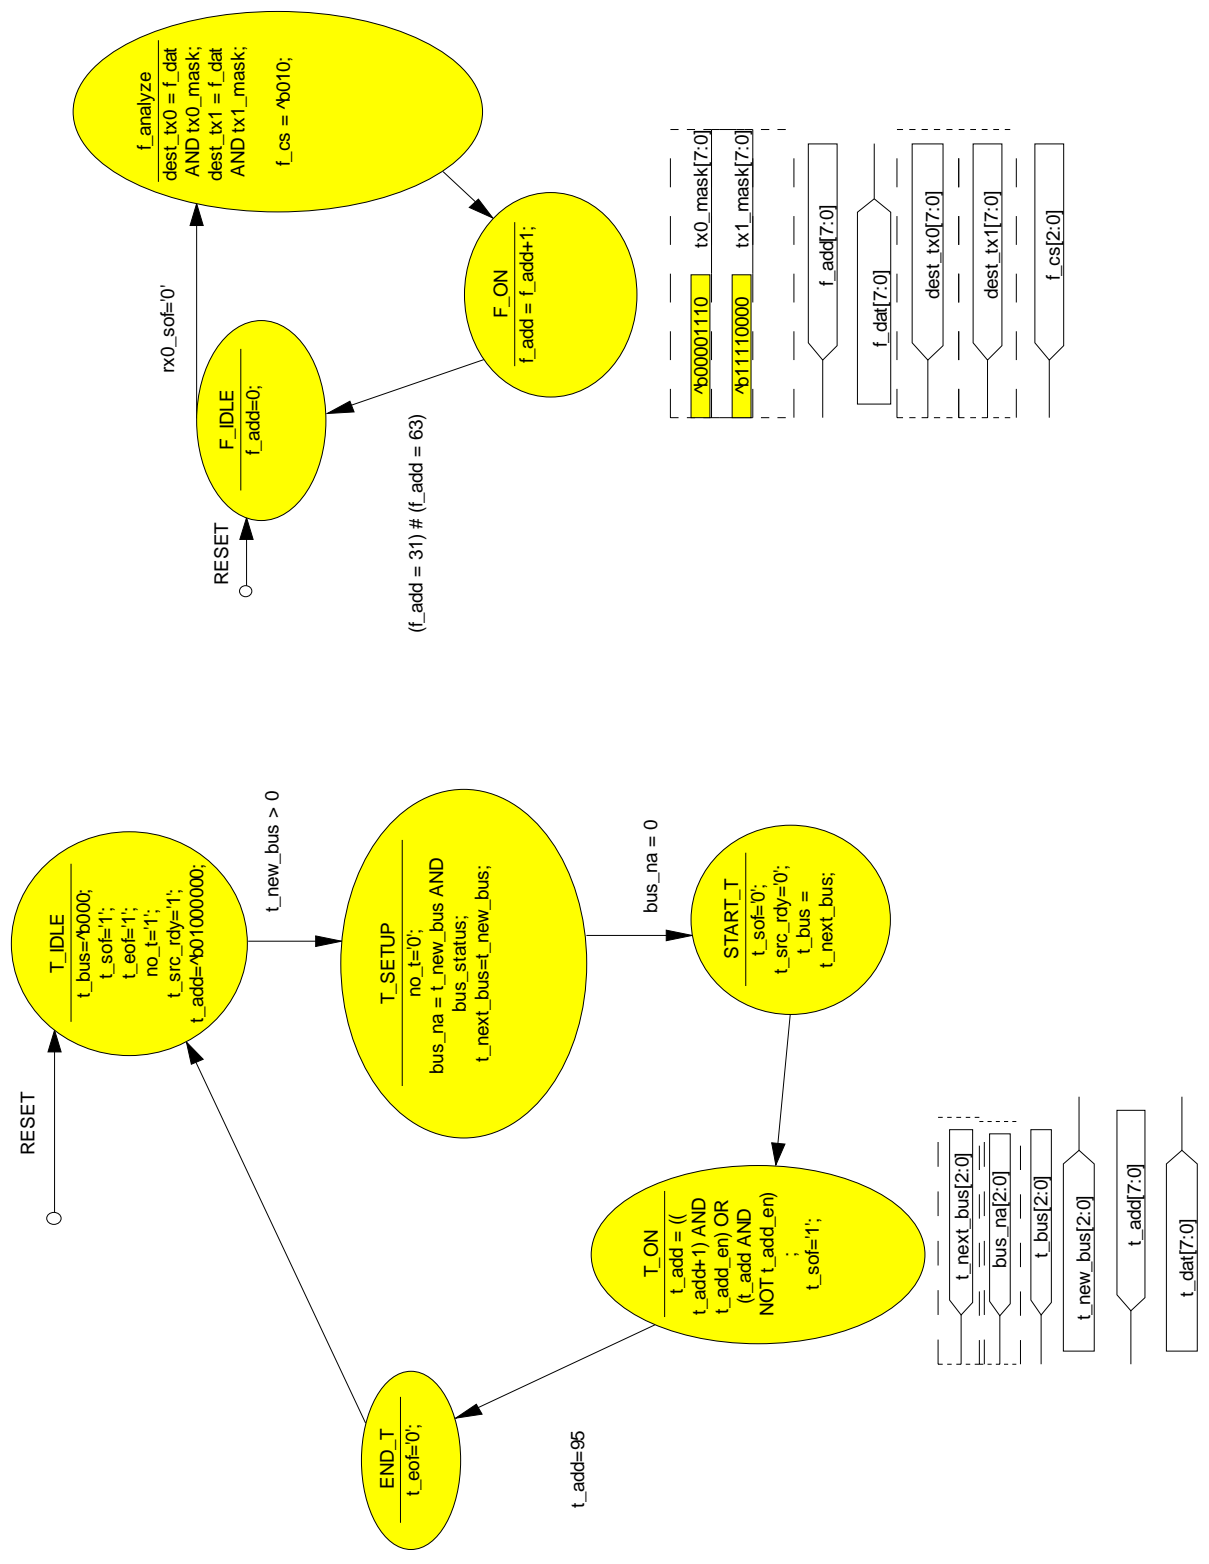 RESET
T_IDLE
t_bus=^b000;
t_sof='1';
t_eof='1';
no_t='1';
t_src_rdy='1';
t_add=^b01000000;
t_new_bus > 0
T_SETUP
no_t='0';
bus_na = t_new_bus AND
bus_status;
t_next_bus=t_new_bus;
bus_na = 0
START_T
t_sof='0';
t_src_rdy='0';
t_bus =
t_next_bus;
T_ON
t_add = ((
t_add+1) AND
t_add_en) OR
(t_add AND
NOT t_add_en)
;
t_sof='1';
t_add=95
END_T
t_eof='0';
t_next_bus[2:0]
bus_na[2:0]
t_bus[2:0]
t_new_bus[2:0]
t_add[7:0]
t_dat[7:0]
RESET
F_IDLE
f_add=0;
rx0_sof='0'
f_analyze
dest_tx0 = f_dat
AND tx0_mask;
dest_tx1 = f_dat
AND tx1_mask;
f_cs = ^b010;
F_ON
f_add = f_add+1;
(f_add = 31) # (f_add = 63)
^b00001110 tx0_mask[7:0]
^b11110000 tx1_mask[7:0]
f_add[7:0]
f_dat[7:0]
dest_tx0[7:0]
dest_tx1[7:0]
f_cs[2:0]